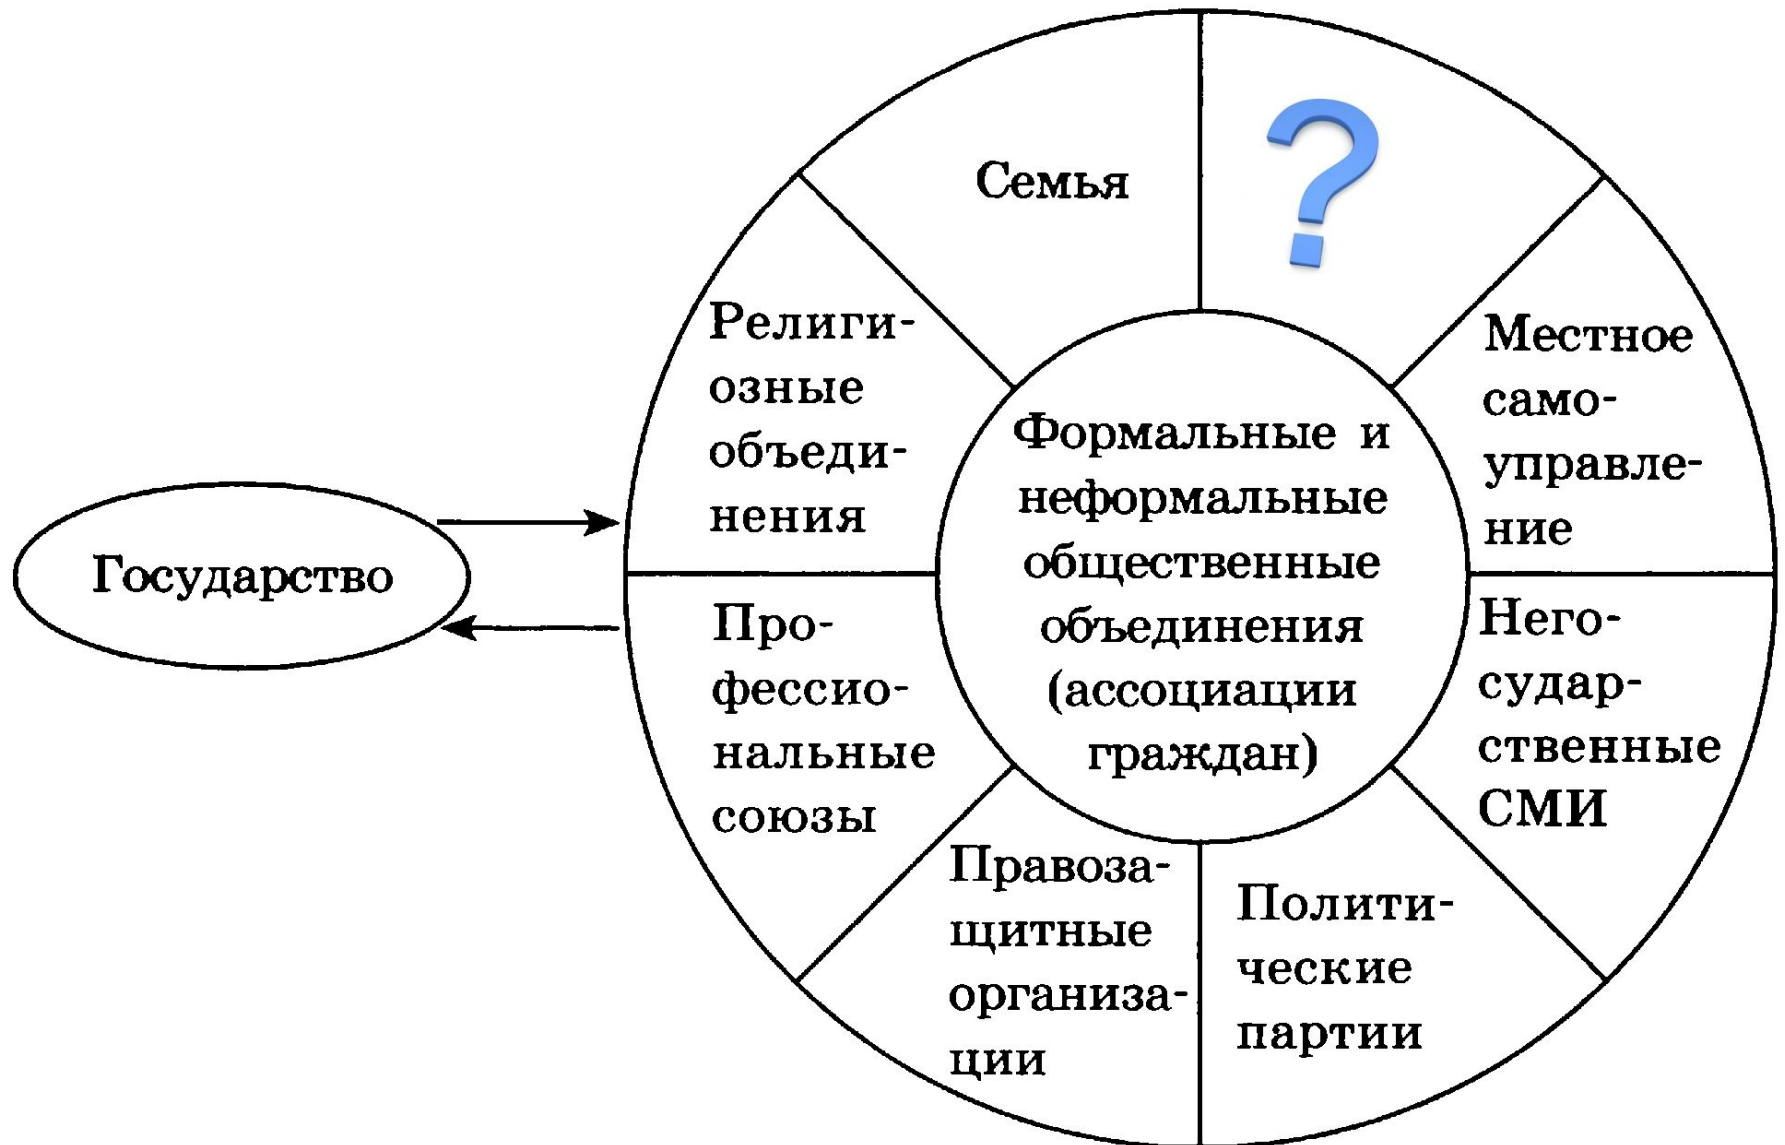 Семья
?
Религи-
озные
объеди-
нения
Местное
само-
управле-
ние
Формальные и
неформальные
общественные
объединения
(ассоциации
граждан)
Государство
Про-
фессио-
нальные
союзы
Него-
судар-
ственные
СМИ
Правоза-
щитные
организа-
ции
Полити-
ческие
партии